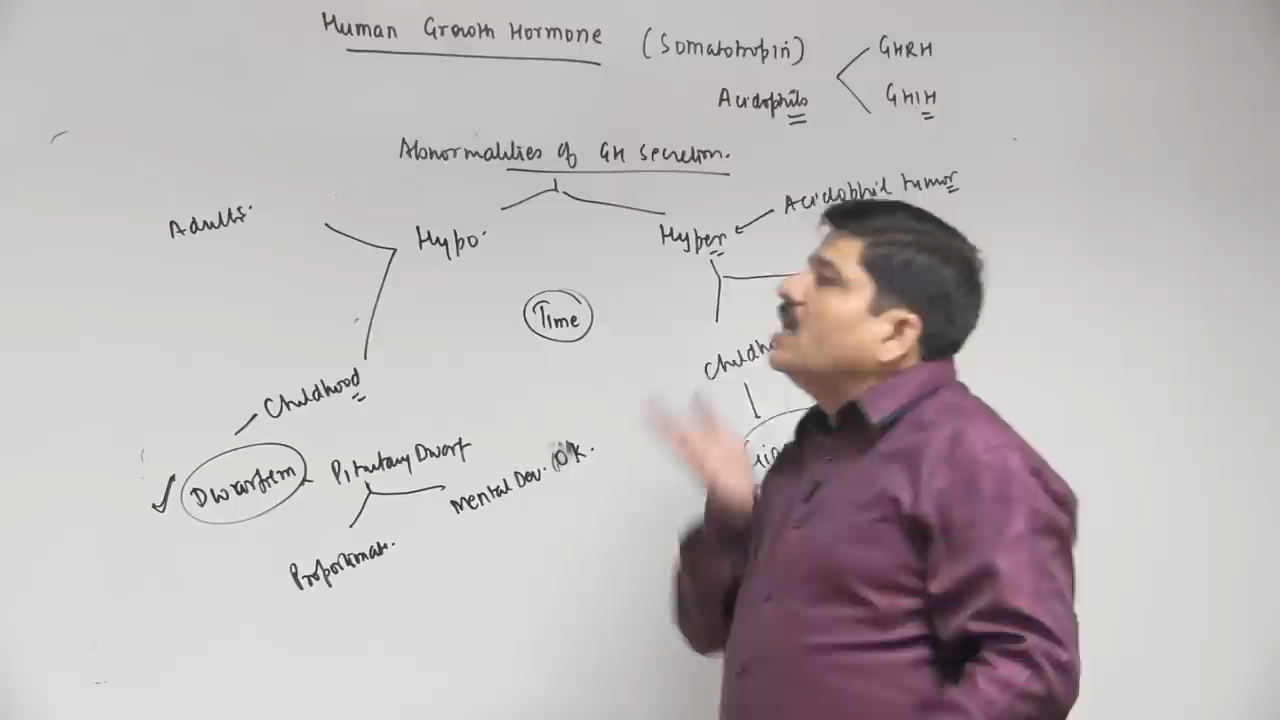 Human Growth Hormone (Somatotropin)
GHRH
Acidophils
GHIH
Abnormalities of GH Secretion.
Acidophil tumor
Adults.
Hypo.
Hyper
Time
Childho
Childhood
Dwarfism
Pituitary Dwarf
Mental Dev. OK.
Proportionate.